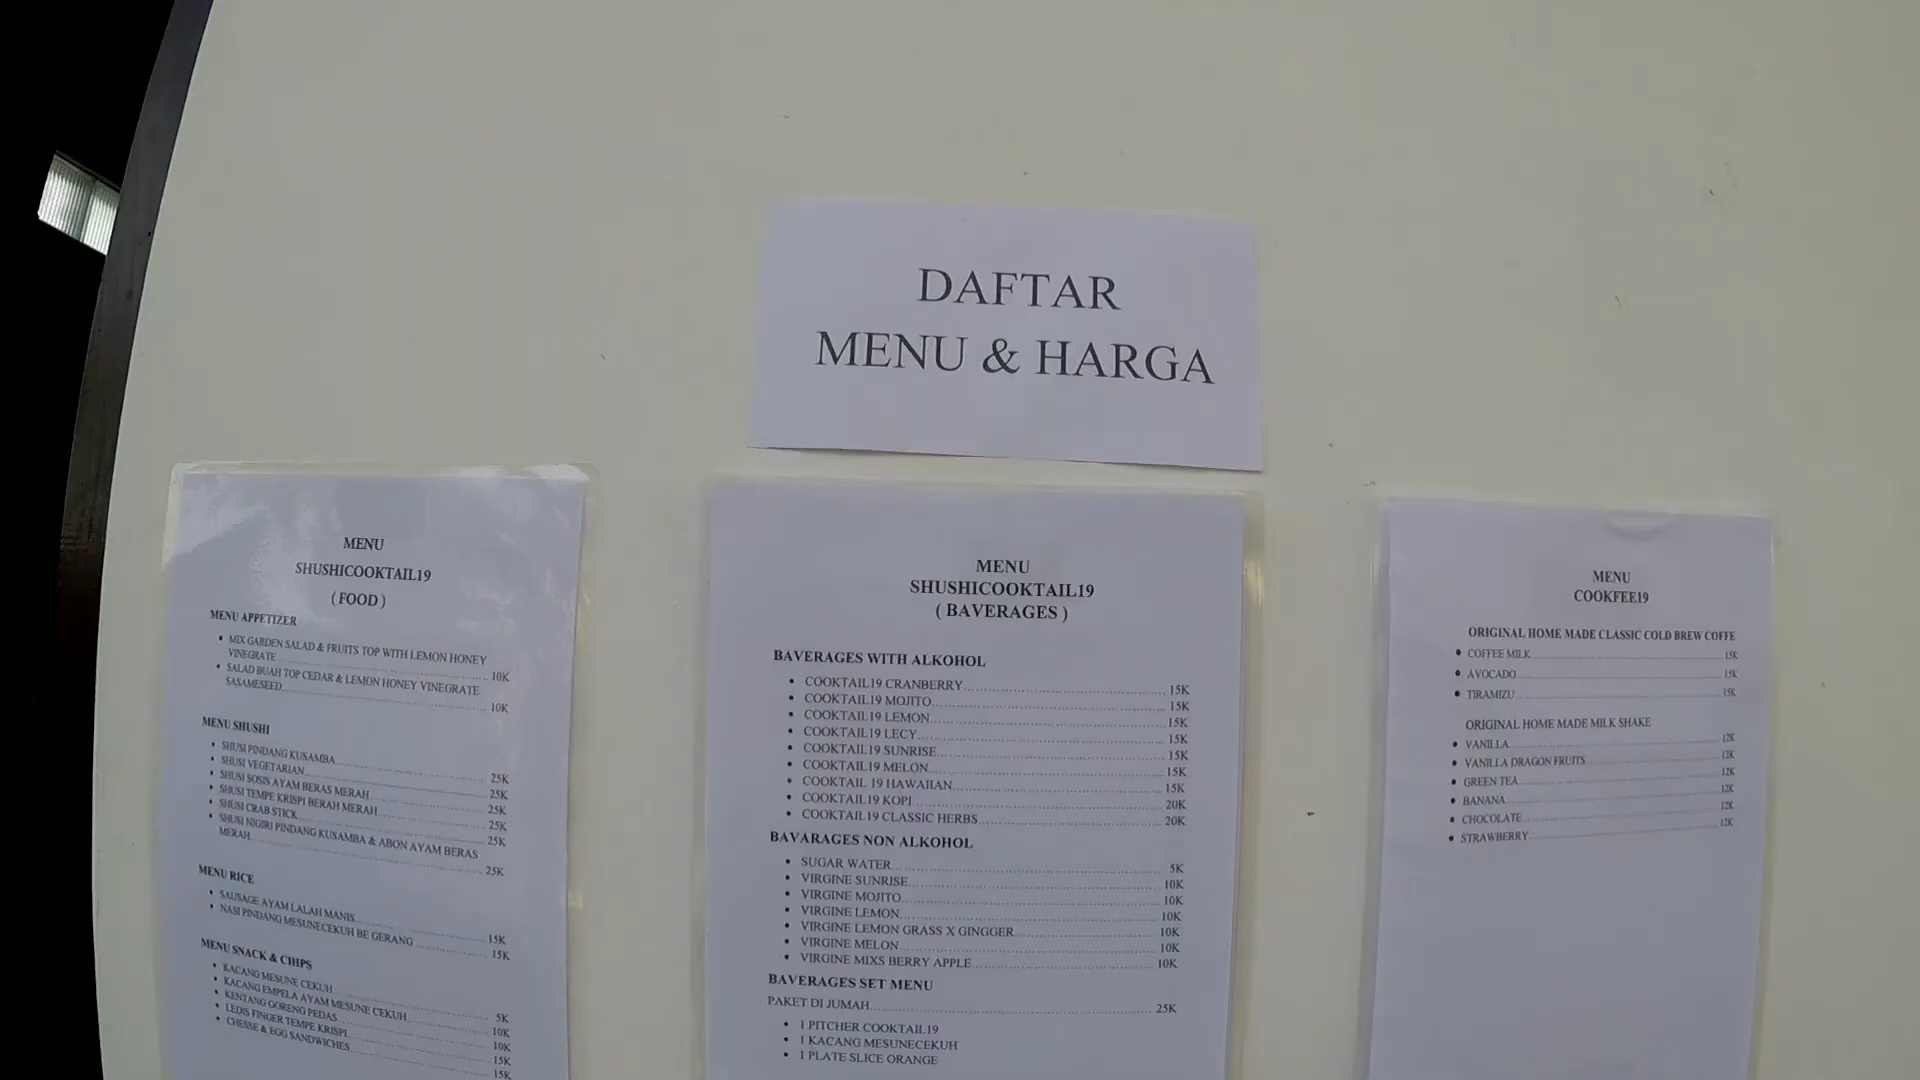 DAFTAR
MENU & HARGA
MENU
SHUSHICOOKTAIL19
( FOOD )
MENU APPETIZER
• MIX GARDEN SALAD & FRUITS TOP WITH LEMON HONEY
VINEGRATE 10K
• SALAD BUAH TOP CEDAR & LEMON HONEY VINEGRATE
SASAMESEED 10K
MENU SHUSHI
• SHUSI PINDANG KUSAMBA 25K
• SHUSI VEGETARIAN 25K
• SHUSI SOSIS AYAM BERAS MERAH 25K
• SHUSI TEMPE KRISPI BERAH MERAH 25K
• SHUSI CRAB STICK 25K
• SHUSI NIGIRI PINDANG KUSAMBA & ABON AYAM BERAS
MERAH 25K
MENU RICE
• SAUSAGE AYAM LALAH MANIS 15K
• NASI PINDANG MESUNECEKUH BE GERANG 15K
MENU SNACK & CHIPS
• KACANG MESUNE CEKUH 5K
• KACANG EMPELA AYAM MESUNE CEKUH 10K
• KENTANG GORENG PEDAS 10K
• LEDIS FINGER TEMPE KRISPI 15K
• CHESSE & EGG SANDWICHES 15K
MENU
SHUSHICOOKTAIL19
( BAVERAGES )
BAVERAGES WITH ALKOHOL
• COOKTAIL19 CRANBERRY 15K
• COOKTAIL19 MOJITO 15K
• COOKTAIL19 LEMON 15K
• COOKTAIL19 LECY 15K
• COOKTAIL19 SUNRISE 15K
• COOKTAIL19 MELON 15K
• COOKTAIL 19 HAWAIIAN 15K
• COOKTAIL19 KOPI 20K
• COOKTAIL19 CLASSIC HERBS 20K
BAVARAGES NON ALKOHOL
• SUGAR WATER 5K
• VIRGINE SUNRISE 10K
• VIRGINE MOJITO 10K
• VIRGINE LEMON 10K
• VIRGINE LEMON GRASS X GINGGER 10K
• VIRGINE MELON 10K
• VIRGINE MIXS BERRY APPLE 10K
BAVERAGES SET MENU
PAKET DI JUMAH 25K
• 1 PITCHER COOKTAIL19
• 1 KACANG MESUNECEKUH
• 1 PLATE SLICE ORANGE
MENU
COOKFEE19
ORIGINAL HOME MADE CLASSIC COLD BREW COFFE
• COFFEE MILK 15K
• AVOCADO 15K
• TIRAMIZU 15K
ORIGINAL HOME MADE MILK SHAKE
• VANILLA 12K
• VANILLA DRAGON FRUITS 12K
• GREEN TEA 12K
• BANANA 12K
• CHOCOLATE 12K
• STRAWBERRY 12K